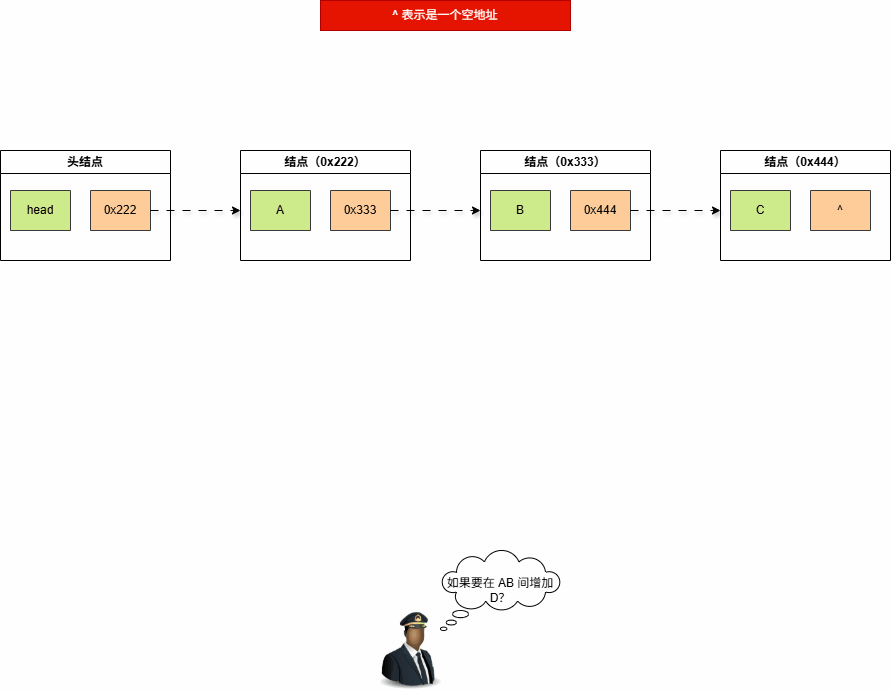 ^ 表示是一个空地址
头结点
结点（0x222）
结点（0x333）
结点（0x444）
head
0x222
A
0x333
B
0x444
C
^
如果要在 AB 间增加
D?